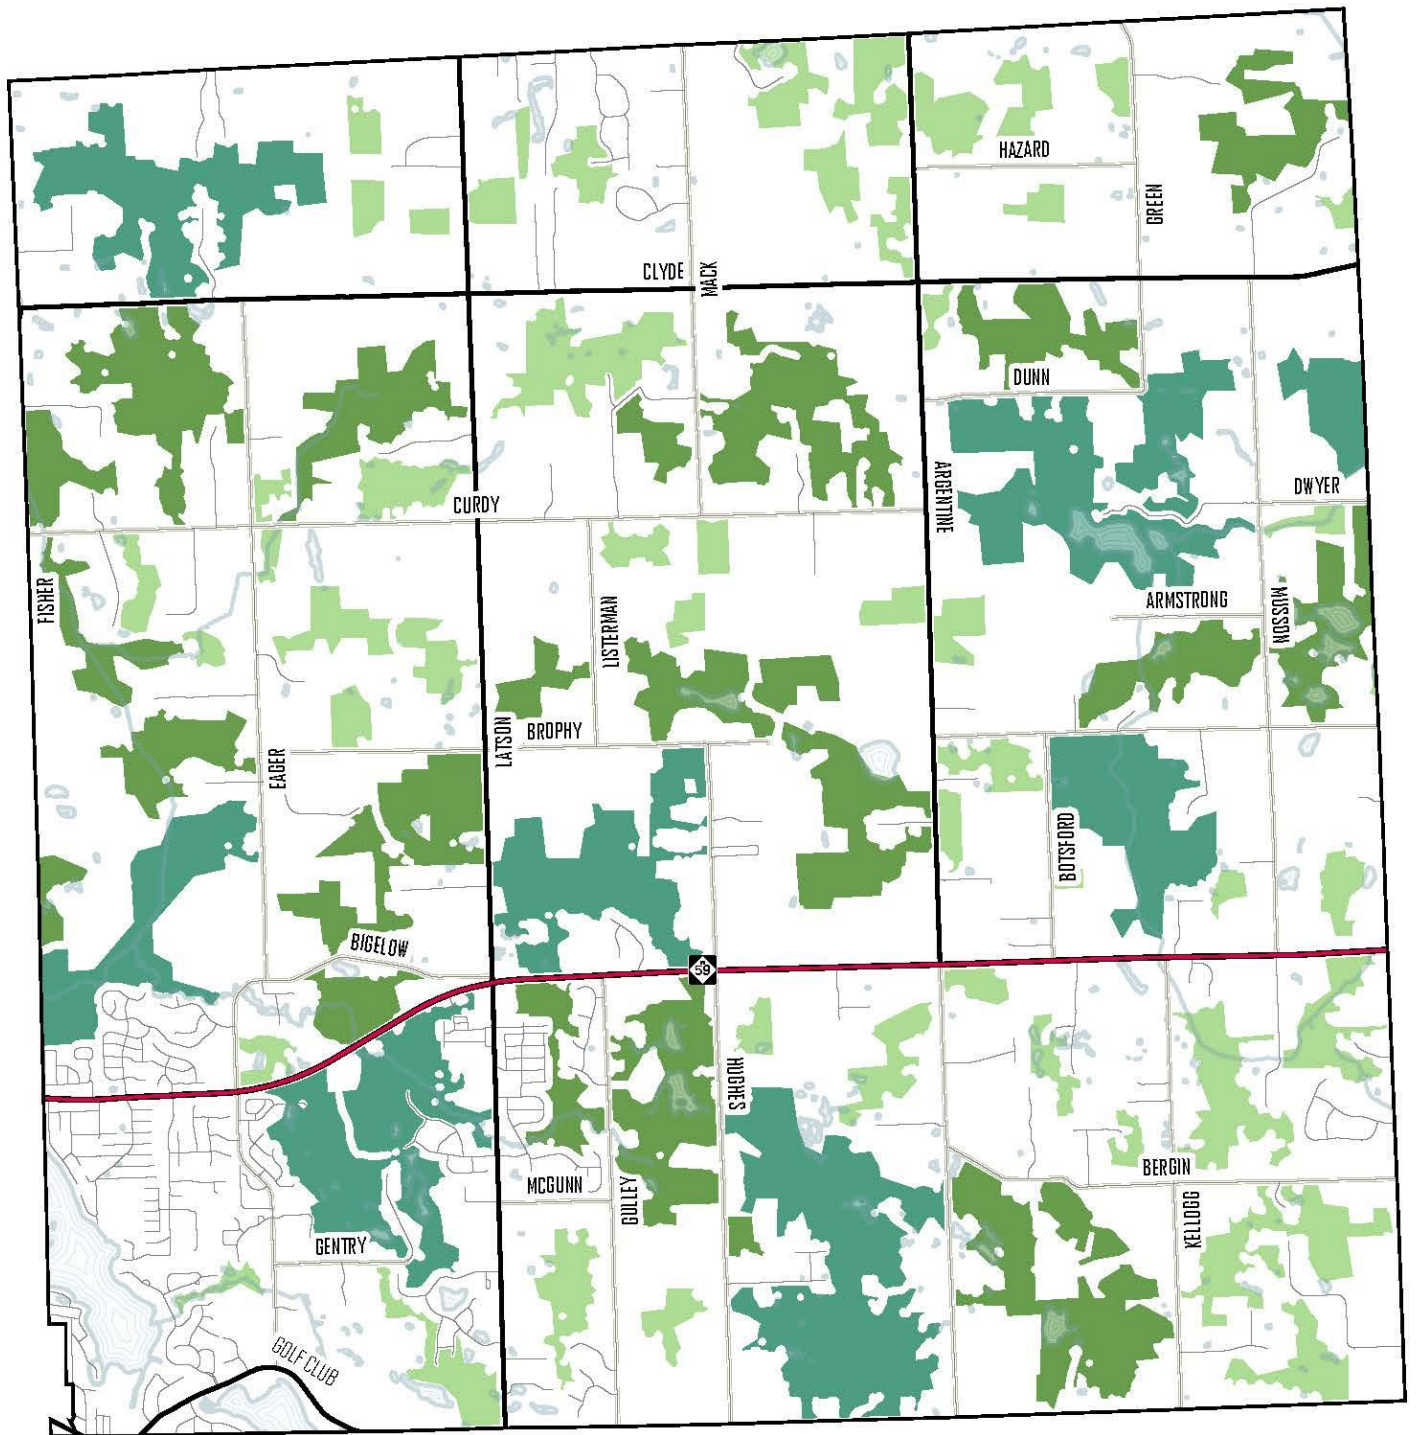 HAZARD
GREEN
CLYDE
MACK
DUNN
ARGENTINE
DWYER
CURDY
FISHER
LISTERMAN
ARMSTRONG
MUSSON
LATSON
BROPHY
EAGER
BOTSFORD
BIGELOW
M
59
HUGHES
MCGUNN
GULLEY
BERGIN
KELLOGG
GENTRY
GOLF CLUB